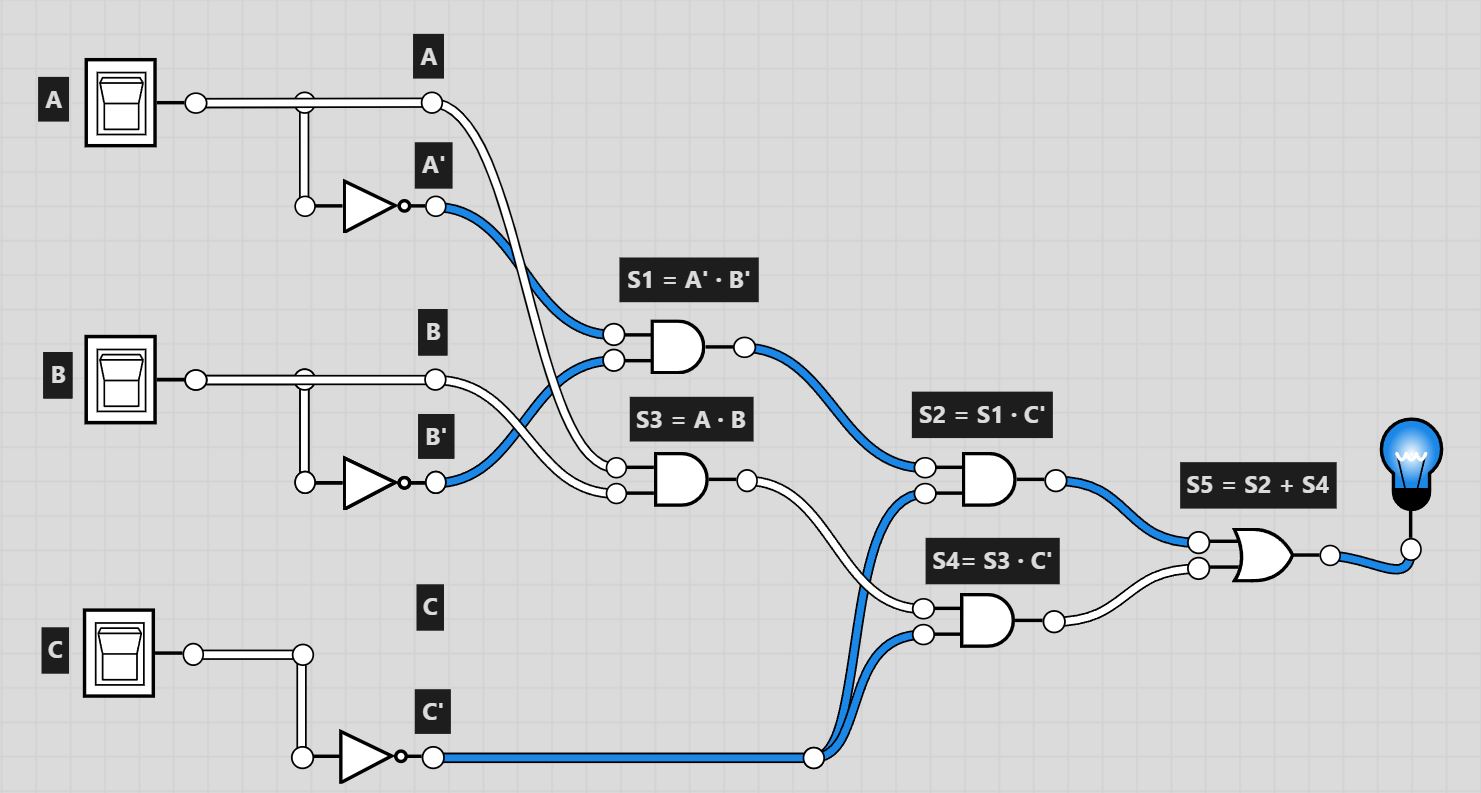 A
A
A'
S1 = A' · B'
B
B
S3 = A · B
B'
S2 = S1 · C'
S5 = S2 + S4
S4= S3 · C'
C
C
C'